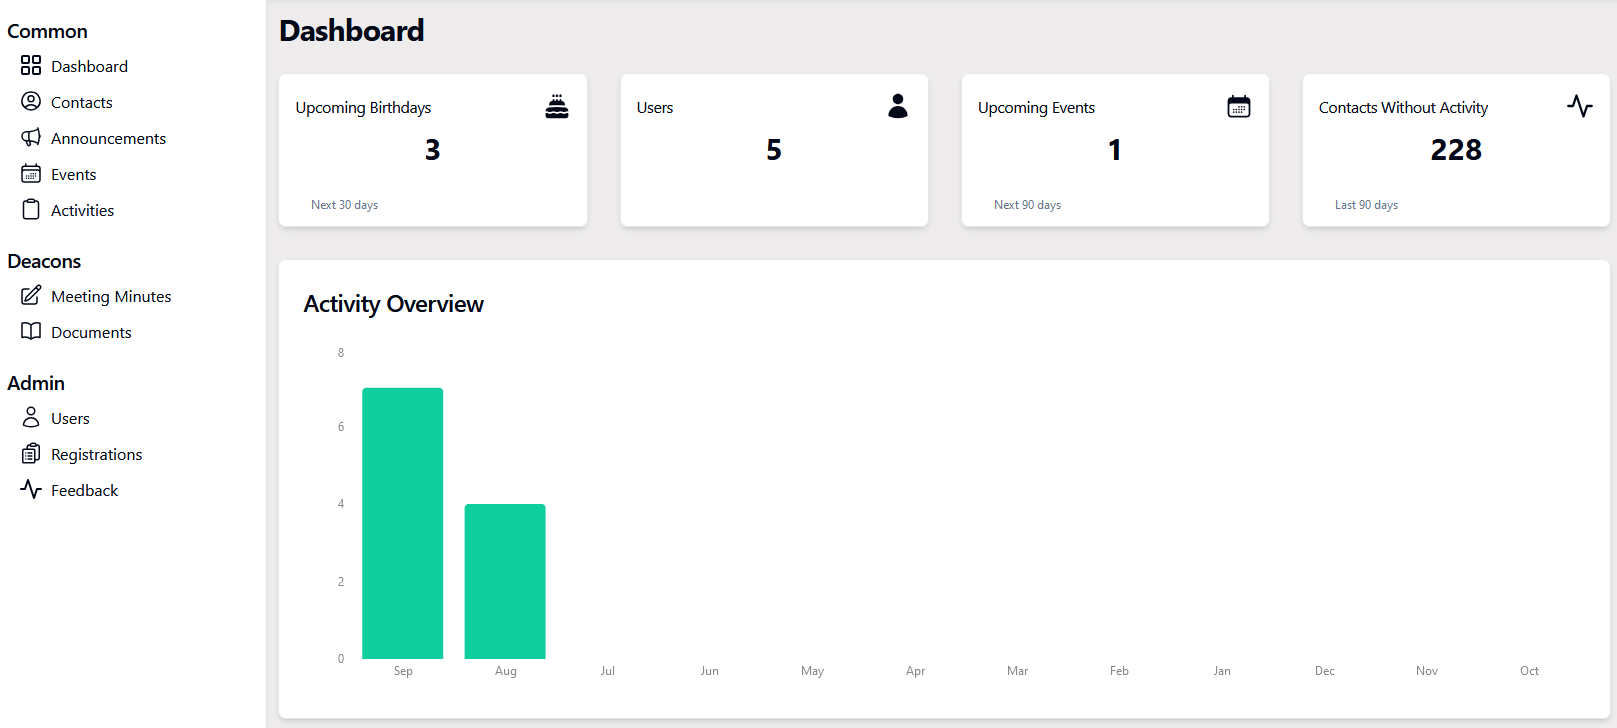 Common
Dashboard
Contacts
Announcements
Events
Activities
Deacons
Meeting Minutes
Documents
Admin
Users
Registrations
Feedback
Dashboard
Upcoming Birthdays
3
Next 30 days
Users
5
Upcoming Events
1
Next 90 days
Contacts Without Activity
228
Last 90 days
Activity Overview
8
6
4
2
0
Sep Aug Jul Jun May Apr Mar Feb Jan Dec Nov Oct